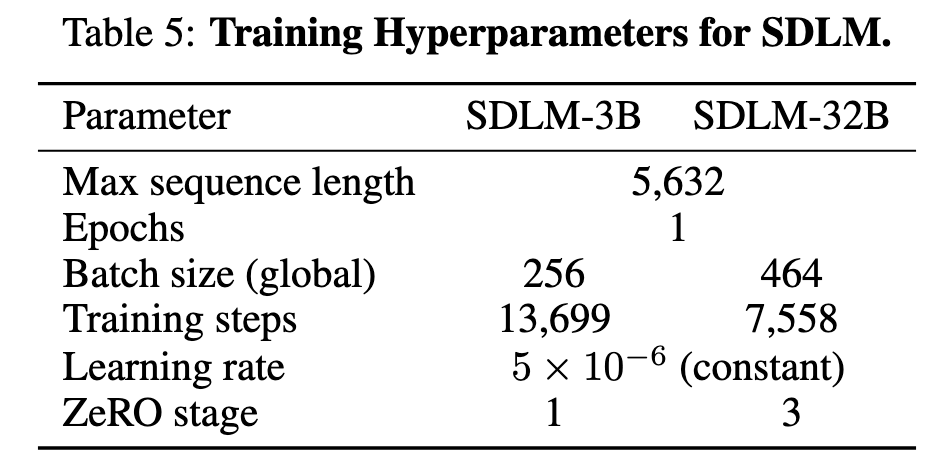 Table 5: Training Hyperparameters for SDLM.
Parameter SDLM-3B SDLM-32B
Max sequence length 5,632
Epochs 1
Batch size (global) 256 464
Training steps 13,699 7,558
Learning rate 5 × 10⁻⁶ (constant)
ZeRO stage 1 3